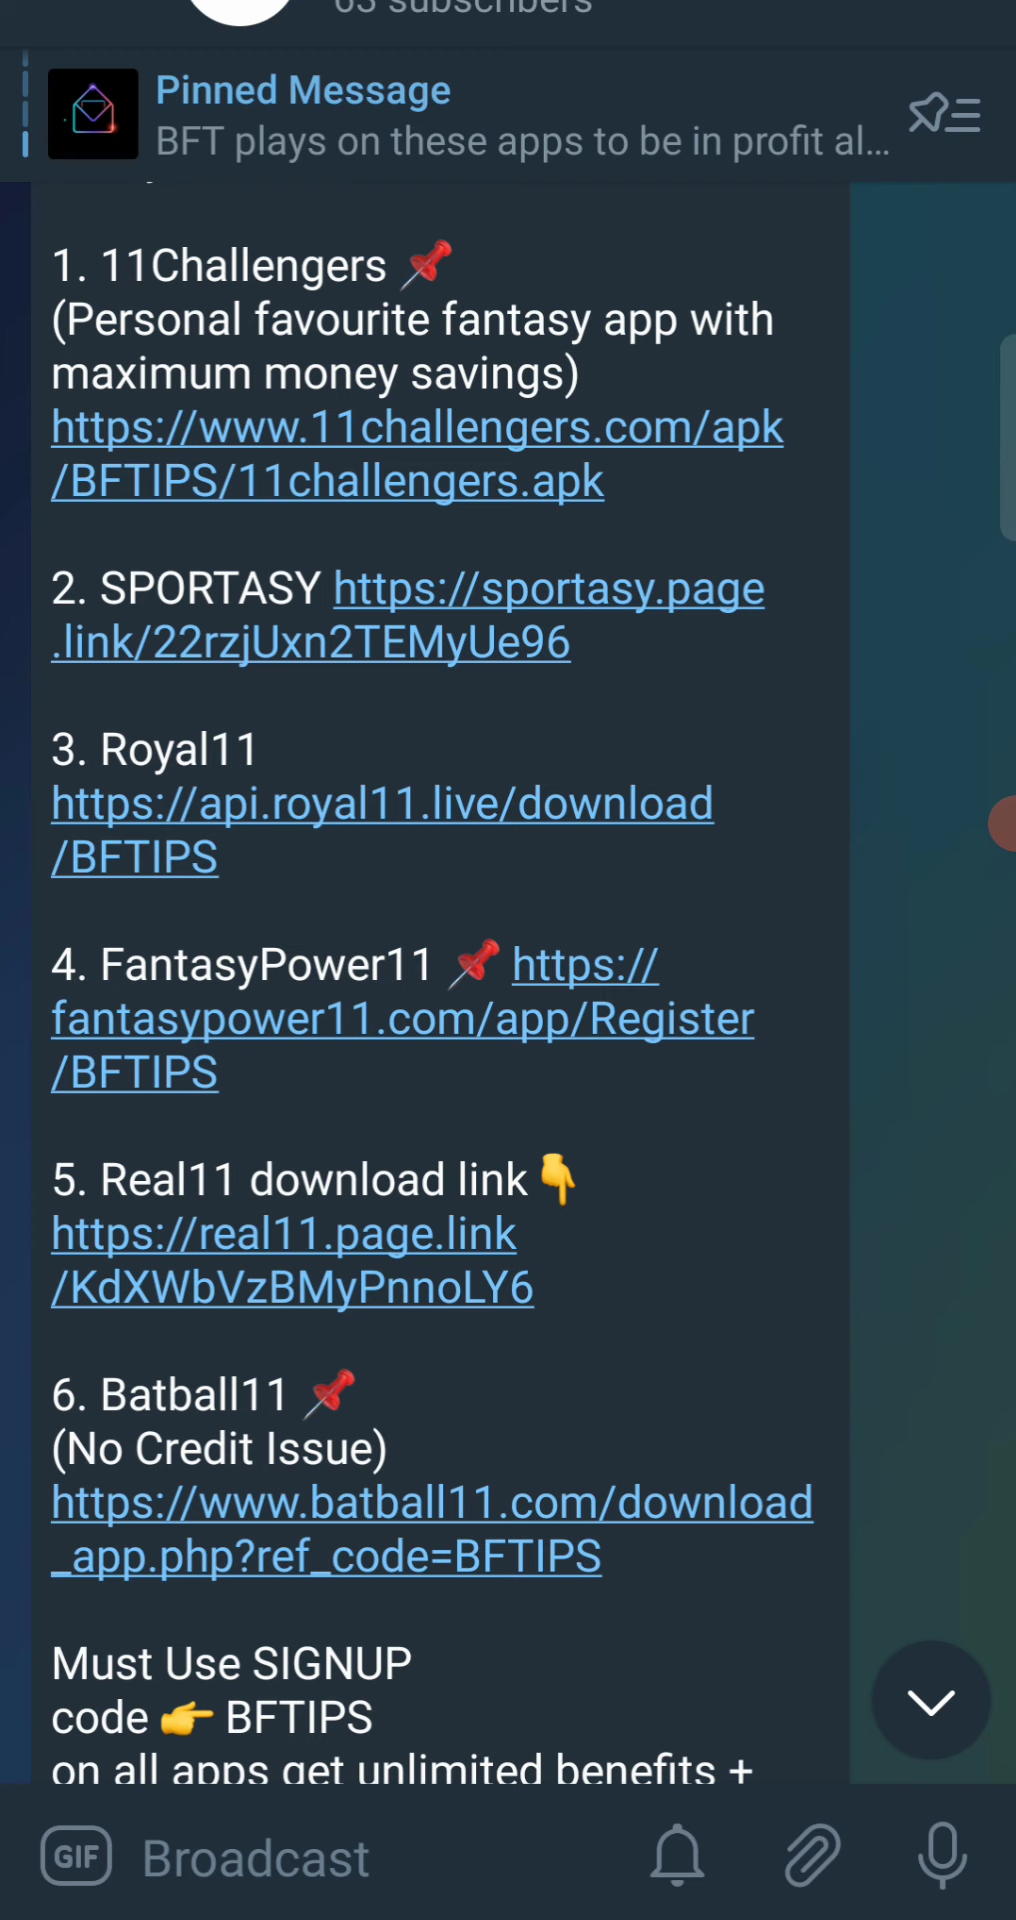 63 subscribers
Pinned Message
BFT plays on these apps to be in profit al...
1. 11Challengers 📌
(Personal favourite fantasy app with
maximum money savings)
https://www.11challengers.com/apk
/BFTIPS/11challengers.apk
2. SPORTASY https://sportasy.page
.link/22rzjUxn2TEMyUe96
3. Royal11
https://api.royal11.live/download
/BFTIPS
4. FantasyPower11 📌 https://
fantasypower11.com/app/Register
/BFTIPS
5. Real11 download link👇
https://real11.page.link
/KdXWbVzBMyPnnoLY6
6. Batball11 📌
(No Credit Issue)
https://www.batball11.com/download
_app.php?ref_code=BFTIPS
Must Use SIGNUP
code 👉 BFTIPS
on all apps get unlimited benefits +
GIF Broadcast